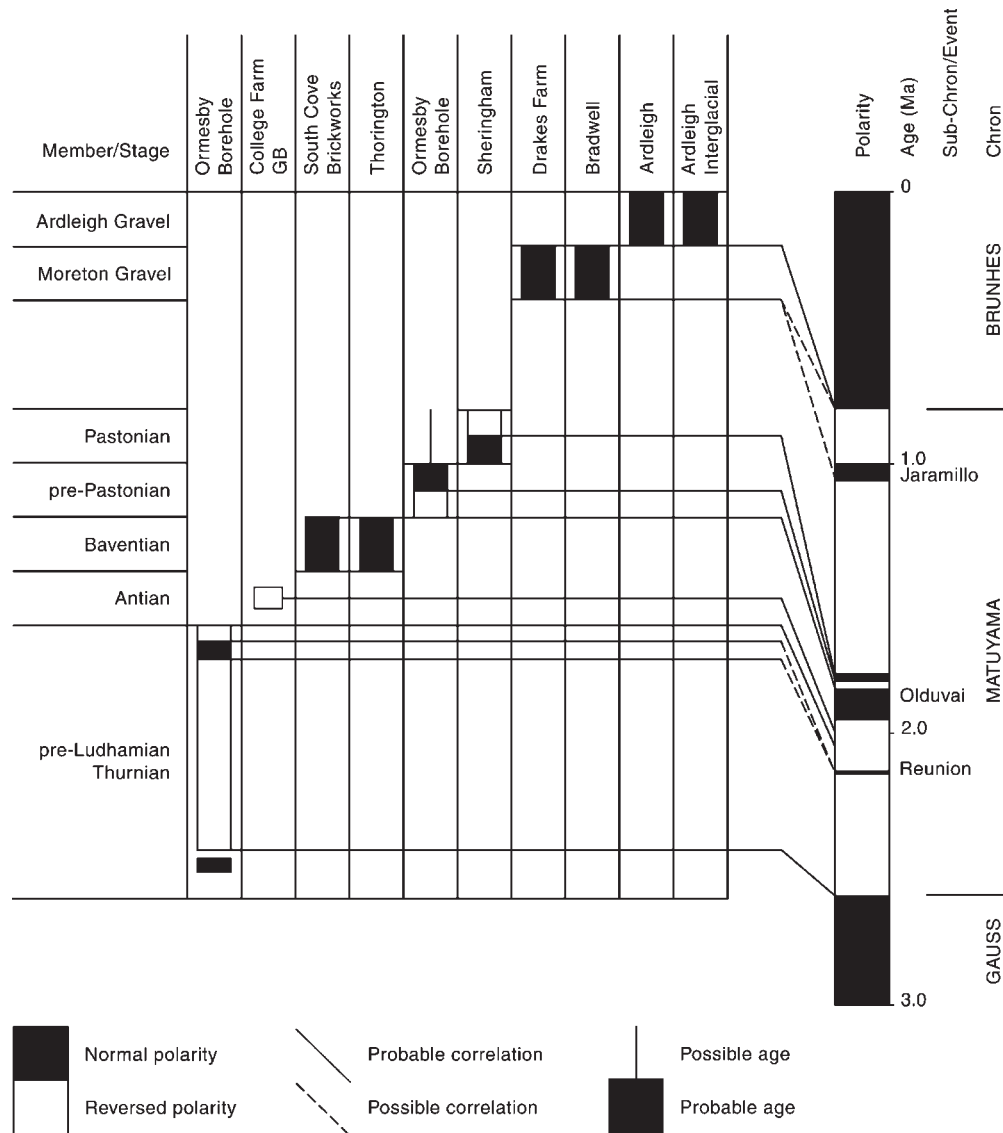 Member/Stage
Ormesby
Borehole
College Farm
GB
South Cove
Brickworks
Thorington
Ormesby
Borehole
Sheringham
Drakes Farm
Bradwell
Ardleigh
Ardleigh
Interglacial
Polarity
Age (Ma)
Sub-Chron/Event
Chron
Ardleigh Gravel
Moreton Gravel
Pastonian
pre-Pastonian
Baventian
Antian
pre-Ludhamian
Thurnian
0
1.0
2.0
3.0
Jaramillo
Olduvai
Reunion
BRUNHES
MATUYAMA
GAUSS
Normal polarity
Reversed polarity
Probable correlation
Possible correlation
Possible age
Probable age